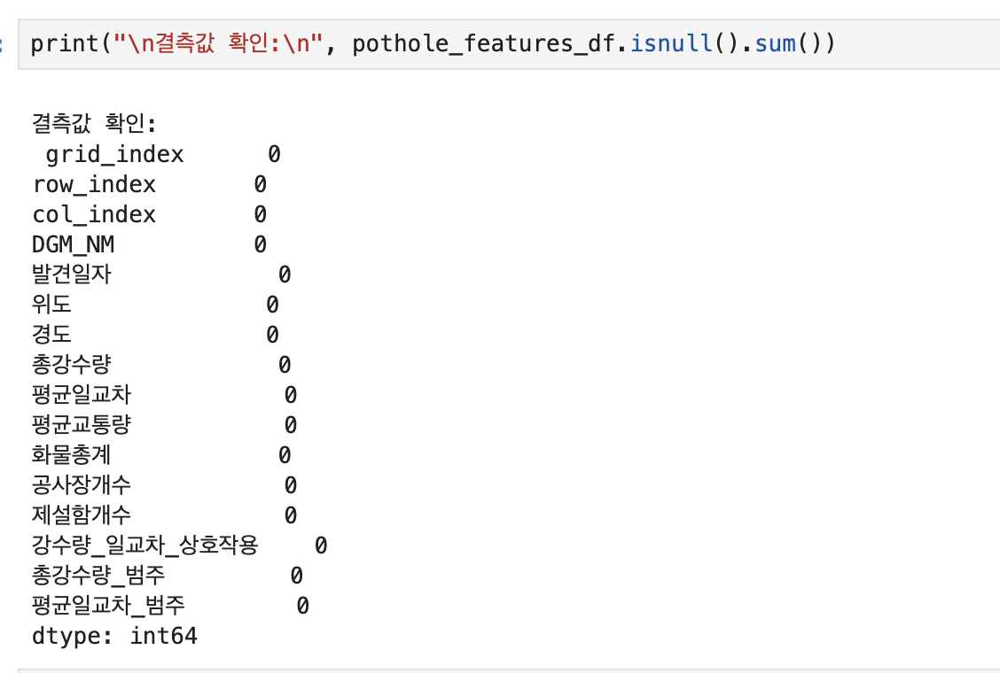 print("\n결측값 확인:\n", pothole_features_df.isnull().sum())
결측값 확인:
grid_index 0
row_index 0
col_index 0
DGM_NM 0
발견일자 0
위도 0
경도 0
총강수량 0
평균일교차 0
평균교통량 0
화물총계 0
공사장개수 0
제설함개수 0
강수량_일교차_상호작용 0
총강수량_범주 0
평균일교차_범주 0
dtype: int64